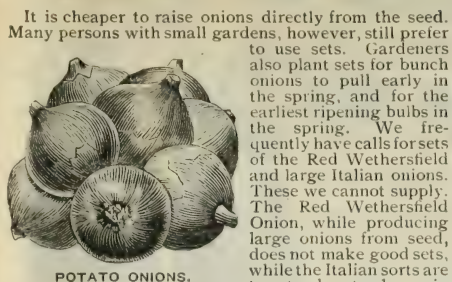 It is cheaper to raise onions directly from the seed.
Many persons with small gardens, however, still prefer
to use sets. Gardeners
also plant sets for bunch
onions to pull early in
the spring, and for the
earliest ripening bulbs in
the spring. We fre-
quently have calls for sets
of the Red Wethersfield
and large Italian onions.
These we cannot supply.
The Red Wethersfield
Onion, while producing
large onions from seed,
does not make good sets,
while the Italian sorts are
POTATO ONIONS.